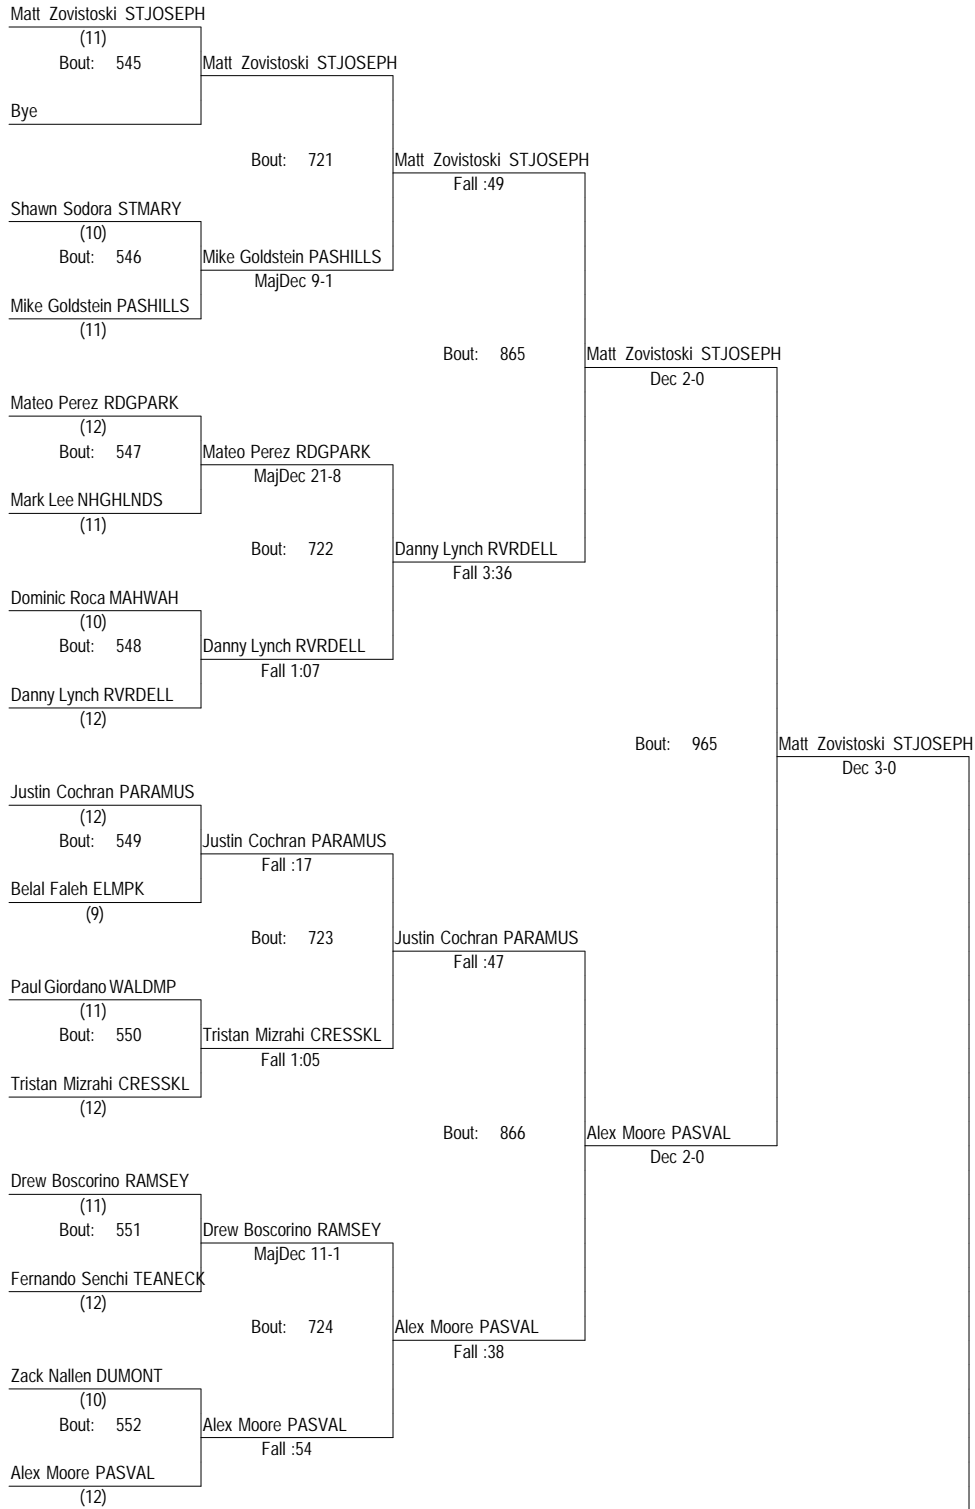 Matt Zovistoski STJOSEPH
(11)
Bout: 545
Matt Zovistoski STJOSEPH
Bye
Bout: 721
Matt Zovistoski STJOSEPH
Fall :49
Shawn Sodora STMARY
(10)
Bout: 546
Mike Goldstein PASHILLS
MajDec 9-1
Mike Goldstein PASHILLS
(11)
Bout: 865
Matt Zovistoski STJOSEPH
Dec 2-0
Mateo Perez RDGPARK
(12)
Bout: 547
Mateo Perez RDGPARK
MajDec 21-8
Mark Lee NHGHLNDS
(11)
Bout: 722
Danny Lynch RVRDELL
Fall 3:36
Dominic Roca MAHWAH
(10)
Bout: 548
Danny Lynch RVRDELL
Fall 1:07
Danny Lynch RVRDELL
(12)
Bout: 965
Matt Zovistoski STJOSEPH
Dec 3-0
Justin Cochran PARAMUS
(12)
Bout: 549
Justin Cochran PARAMUS
Fall :17
Belal Faleh ELMPK
(9)
Bout: 723
Justin Cochran PARAMUS
Fall :47
Paul Giordano WALDMP
(11)
Bout: 550
Tristan Mizrahi CRESSKL
Fall 1:05
Tristan Mizrahi CRESSKL
(12)
Bout: 866
Alex Moore PASVAL
Dec 2-0
Drew Boscorino RAMSEY
(11)
Bout: 551
Drew Boscorino RAMSEY
MajDec 11-1
Fernando Senchi TEANECK
(12)
Bout: 724
Alex Moore PASVAL
Fall :38
Zack Nallen DUMONT
(10)
Bout: 552
Alex Moore PASVAL
Fall :54
Alex Moore PASVAL
(12)